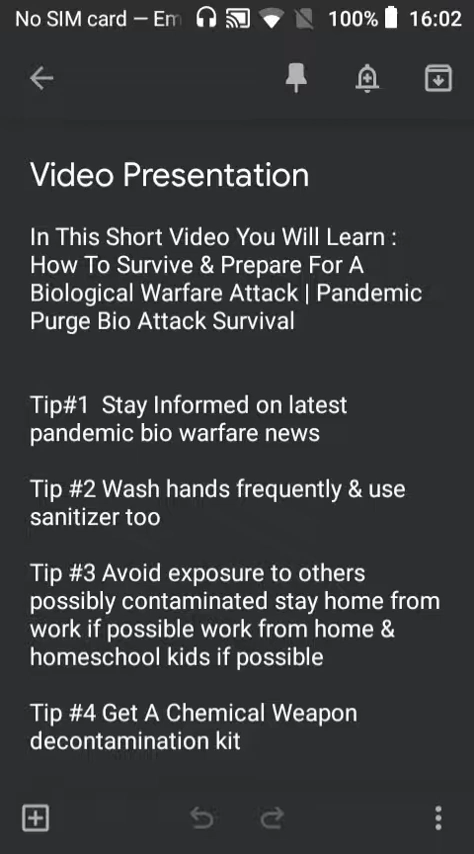 No SIM card — Em 100% 16:02
Video Presentation
In This Short Video You Will Learn :
How To Survive & Prepare For A
Biological Warfare Attack | Pandemic
Purge Bio Attack Survival
Tip#1  Stay Informed on latest
pandemic bio warfare news
Tip #2 Wash hands frequently & use
sanitizer too
Tip #3 Avoid exposure to others
possibly contaminated stay home from
work if possible work from home &
homeschool kids if possible
Tip #4 Get A Chemical Weapon
decontamination kit